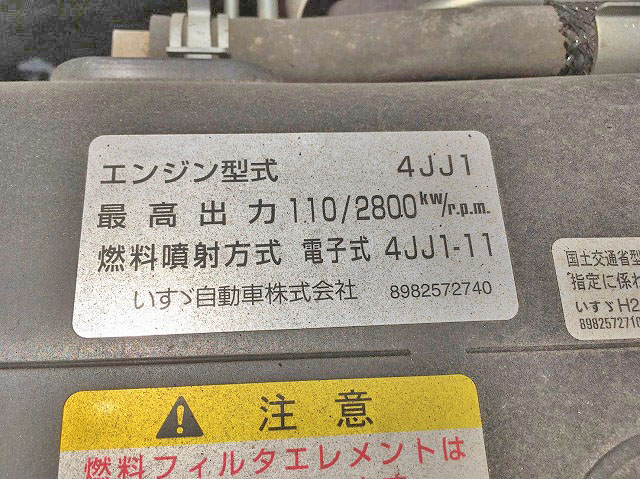 エンジン型式 4JJ1
最高出力 110/2800 kw/r.p.m.
燃料噴射方式 電子式 4JJ1-11
いすゞ自動車株式会社 8982572740
国土交通省型
指定に係わ
いすゞH2
8982572710
注意
燃料フィルタエレメントは